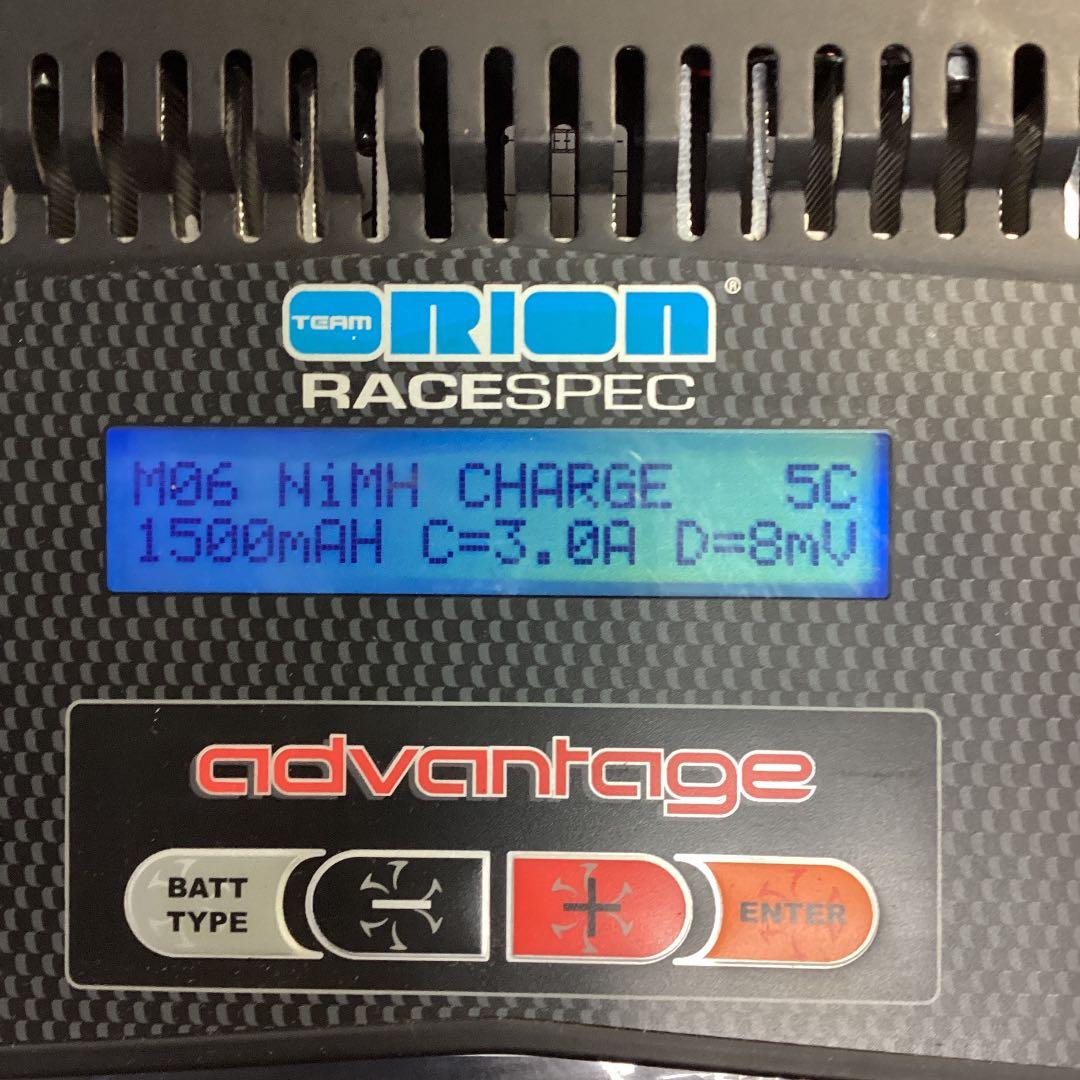 TEAM ORION®
RACESPEC
M06 NiMH CHARGE 5C
1500mAH C=3.0A D=8mV
advantage
BATT TYPE
−
+
ENTER